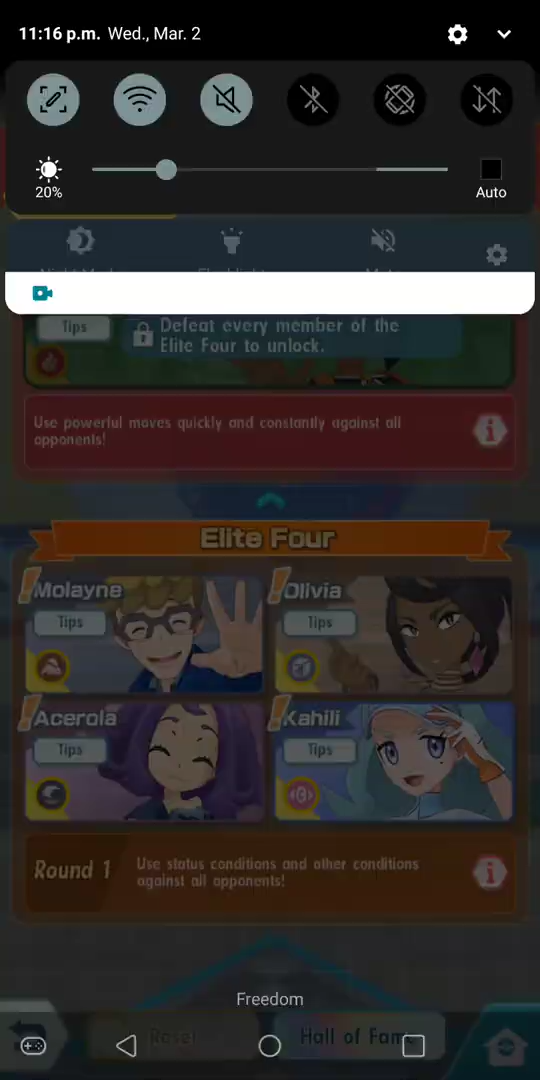 11:16 p.m. Wed., Mar. 2
20%
Auto
Tips
Defeat every member of the
Elite Four to unlock.
Use powerful moves quickly and constantly against all
opponents!
Elite Four
Molayne
Tips
Olivia
Tips
Acerola
Tips
Kahili
Tips
Round 1
Use status conditions and other conditions
against all opponents!
Freedom
Reset
Hall of Fame